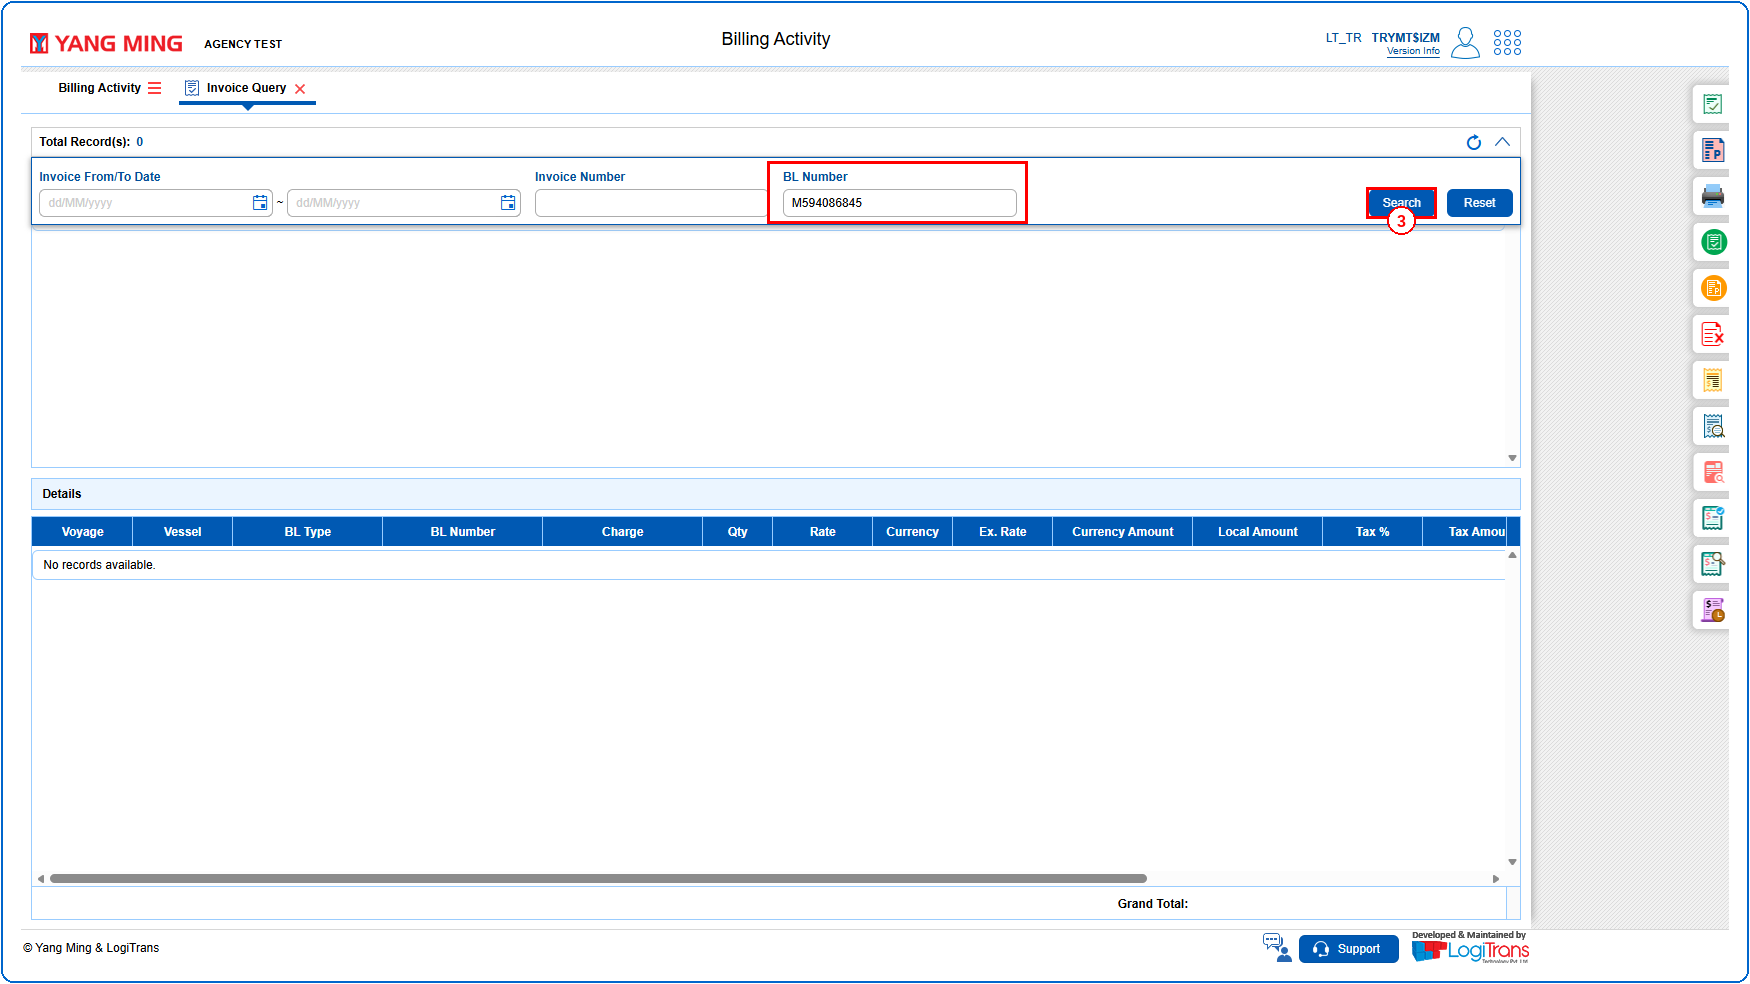 YANG MING AGENCY TEST
Billing Activity
LT_TR TRYMT$IZM
Version Info
Billing Activity
Invoice Query
Total Record(s): 0
Invoice From/To Date
Invoice Number
BL Number
dd/MM/yyyy ~ dd/MM/yyyy
M594086845
Search
Reset
3
Details
Voyage Vessel BL Type BL Number Charge Qty Rate Currency Ex. Rate Currency Amount Local Amount Tax % Tax Amou
No records available.
Grand Total:
© Yang Ming & LogiTrans
Support
Developed & Maintained by
LogiTrans
Technology Pvt. Ltd